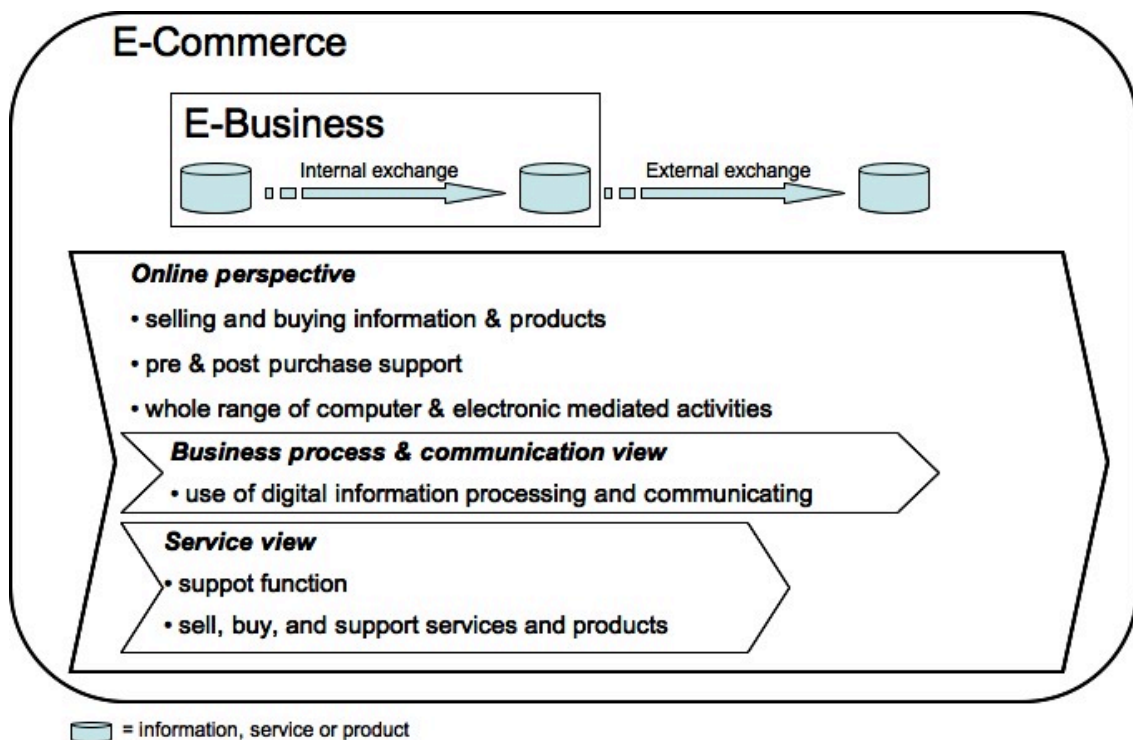 E-Commerce
E-Business
Internal exchange
External exchange
Online perspective
• selling and buying information & products
• pre & post purchase support
• whole range of computer & electronic mediated activities
Business process & communication view
• use of digital information processing and communicating
Service view
• suppot function
• sell, buy, and support services and products
= information, service or product